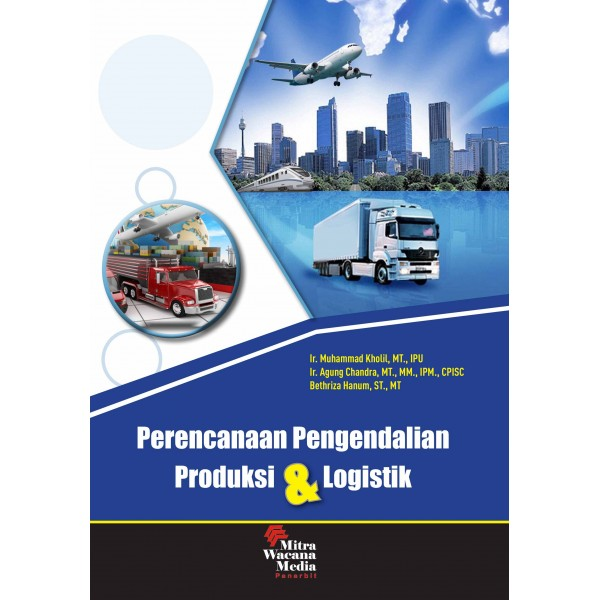 Ir. Muhammad Kholil, MT., IPU
Ir. Agung Chandra, MT., MM., IPM., CPISC
Bethriza Hanum, ST., MT
Perencanaan Pengendalian
Produksi & Logistik
Mitra
Wacana
Media
Penerbit